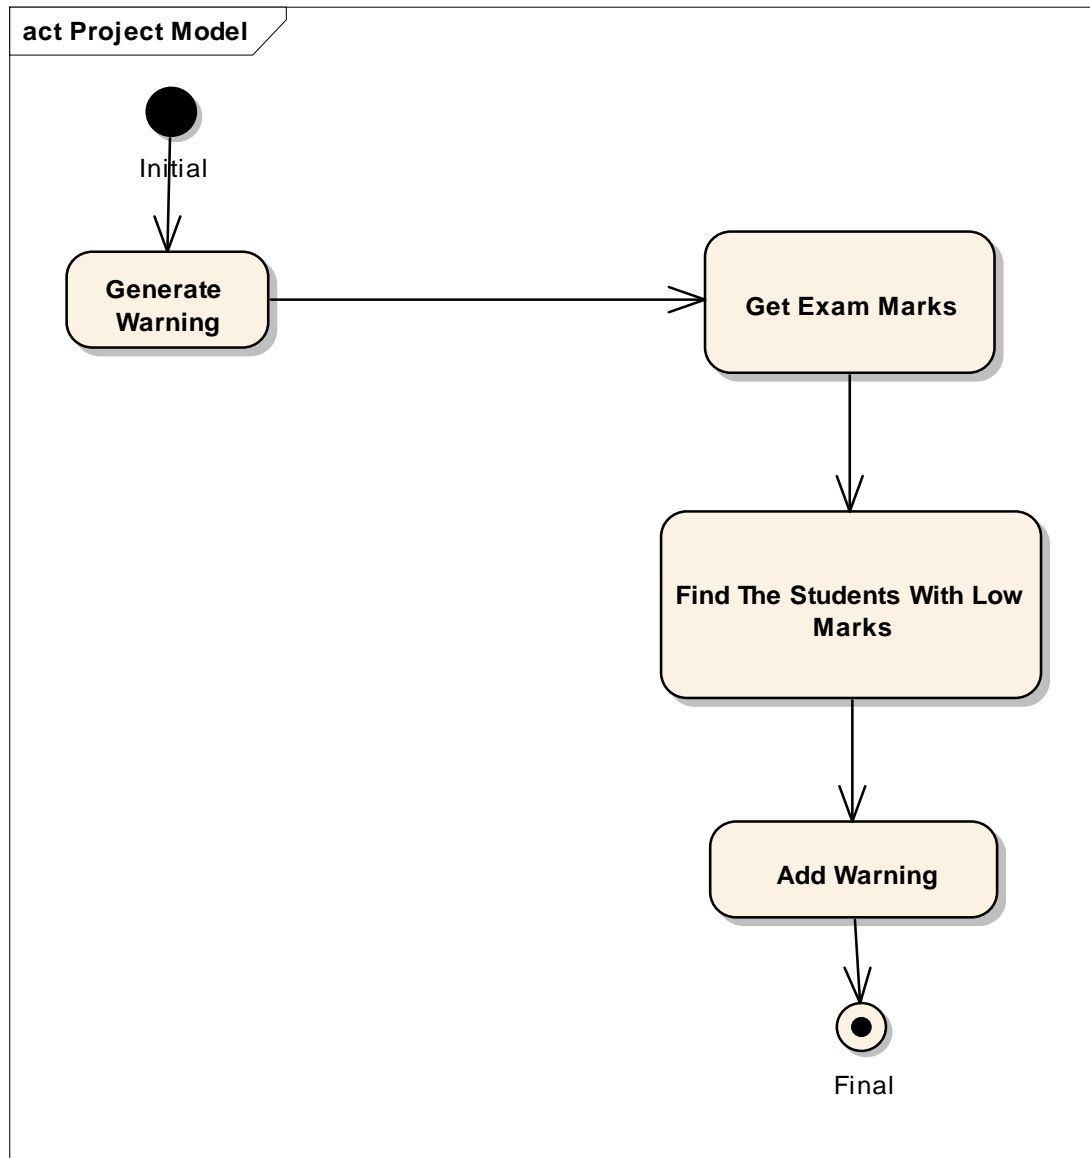 act Project Model
Initial
Generate
Warning
Get Exam Marks
Find The Students With Low
Marks
Add Warning
Final